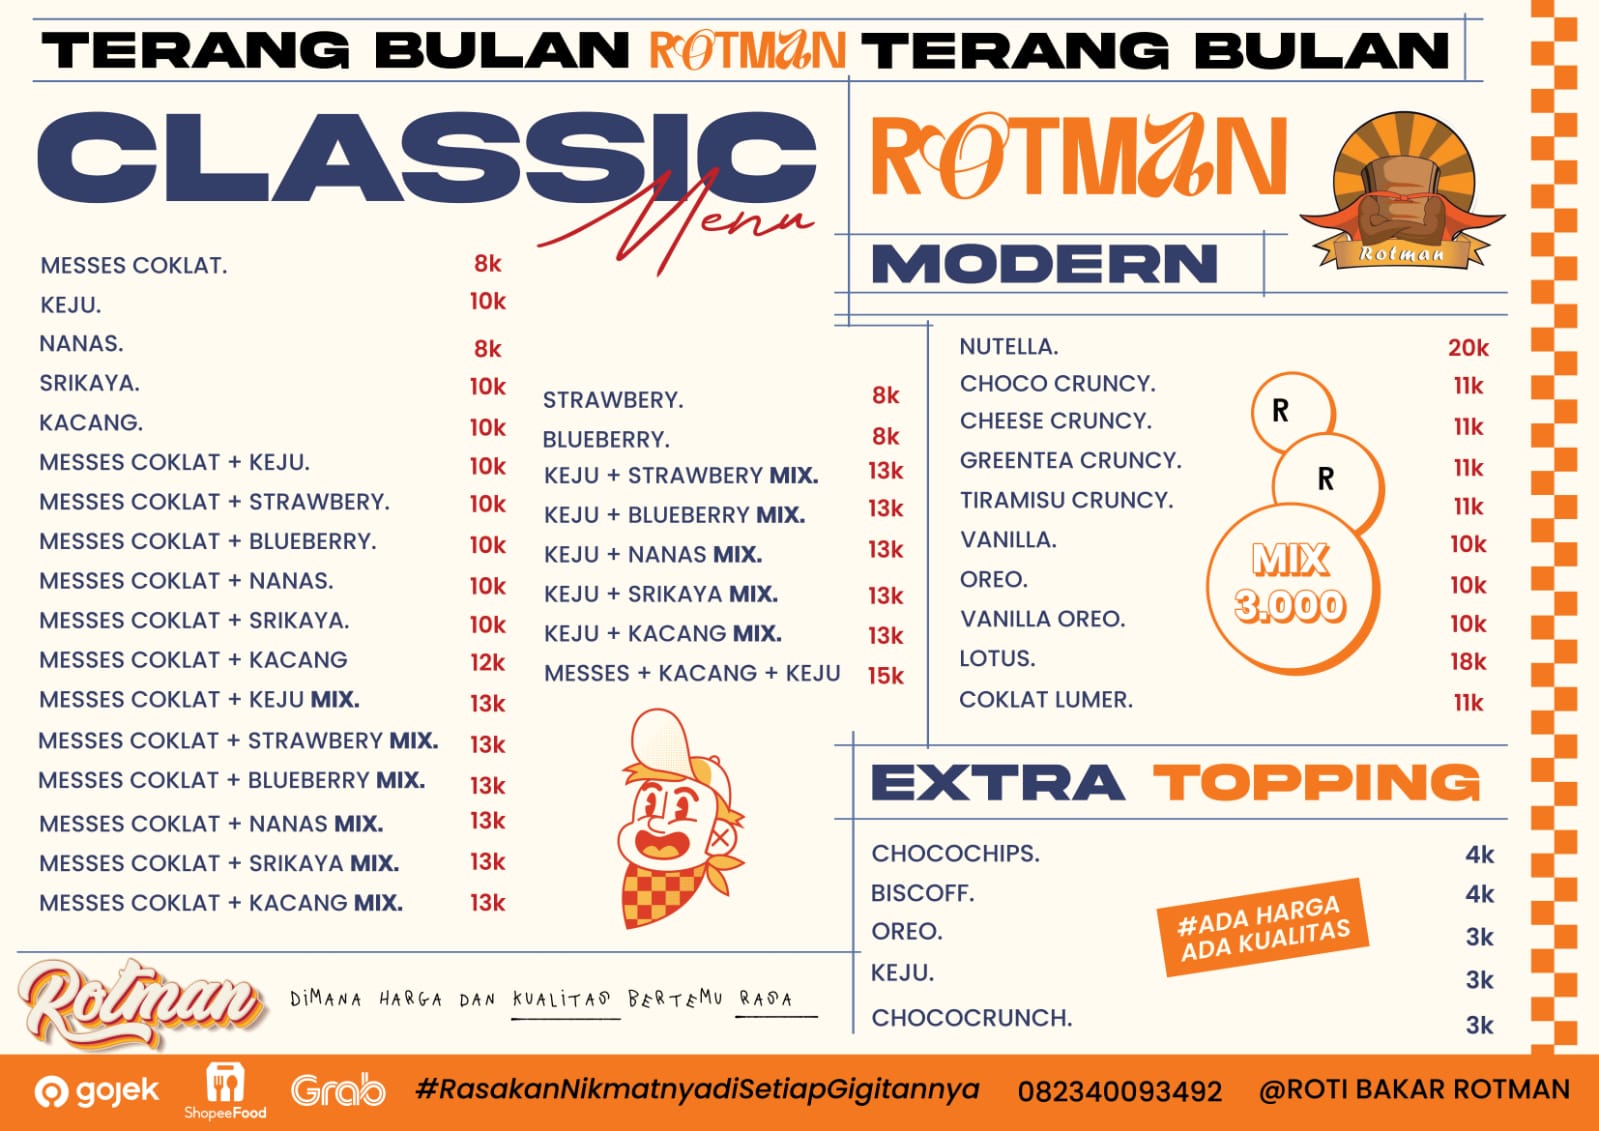 TERANG BULAN ROTMAN TERANG BULAN
CLASSIC
Menu
MESSES COKLAT. 8k
KEJU. 10k
NANAS. 8k
SRIKAYA. 10k
KACANG. 10k
MESSES COKLAT + KEJU. 10k
MESSES COKLAT + STRAWBERY. 10k
MESSES COKLAT + BLUEBERRY. 10k
MESSES COKLAT + NANAS. 10k
MESSES COKLAT + SRIKAYA. 10k
MESSES COKLAT + KACANG 12k
MESSES COKLAT + KEJU MIX. 13k
MESSES COKLAT + STRAWBERY MIX. 13k
MESSES COKLAT + BLUEBERRY MIX. 13k
MESSES COKLAT + NANAS MIX. 13k
MESSES COKLAT + SRIKAYA MIX. 13k
MESSES COKLAT + KACANG MIX. 13k
STRAWBERY. 8k
BLUEBERRY. 8k
KEJU + STRAWBERY MIX. 13k
KEJU + BLUEBERRY MIX. 13k
KEJU + NANAS MIX. 13k
KEJU + SRIKAYA MIX. 13k
KEJU + KACANG MIX. 13k
MESSES + KACANG + KEJU 15k
ROTMAN
Rotman
MODERN
NUTELLA. 20k
CHOCO CRUNCY. 11k
CHEESE CRUNCY. 11k
GREENTEA CRUNCY. 11k
TIRAMISU CRUNCY. 11k
VANILLA. 10k
OREO. 10k
VANILLA OREO. 10k
LOTUS. 18k
COKLAT LUMER. 11k
R
R
MIX
3.000
EXTRA TOPPING
CHOCOCHIPS. 4k
BISCOFF. 4k
OREO. 3k
KEJU. 3k
CHOCOCRUNCH. 3k
#ADA HARGA
ADA KUALITAS
Rotman
DIMANA HARGA DAN KUALITAS BERTEMU RASA
gojek
ShopeeFood
Grab
#RasakanNikmatnyadiSetiapGigitannya
082340093492
@ROTI BAKAR ROTMAN